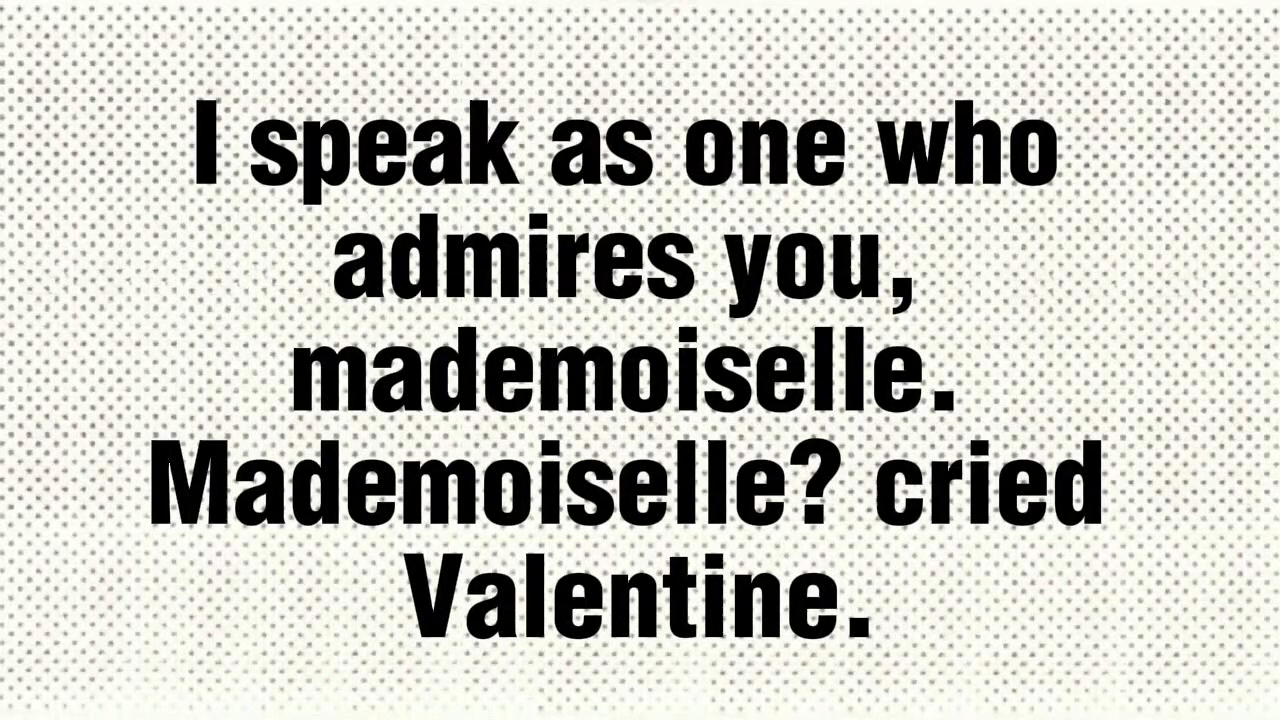 I speak as one who
admires you,
mademoiselle.
Mademoiselle? cried
Valentine.